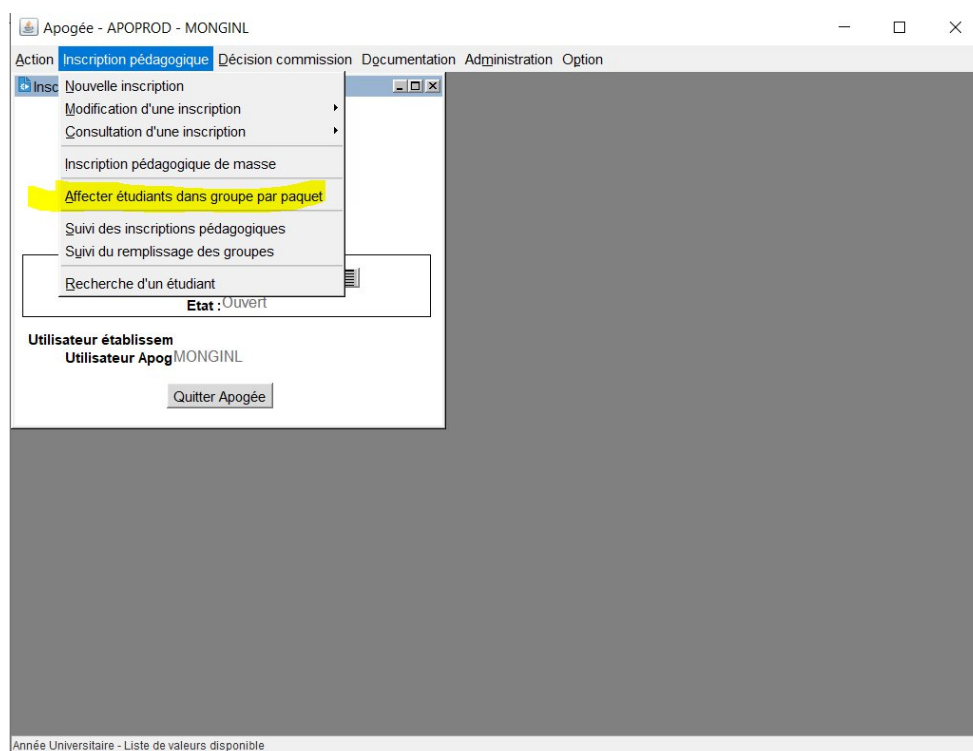 Apogée - APOPROD - MONGINL
Action Inscription pédagogique Décision commission Documentation Administration Option
Insc
Nouvelle inscription
Modification d'une inscription
Consultation d'une inscription
Inscription pédagogique de masse
Affecter étudiants dans groupe par paquet
Suivi des inscriptions pédagogiques
Suivi du remplissage des groupes
Recherche d'un étudiant
Etat : Ouvert
Utilisateur établissem
Utilisateur Apog MONGINL
Quitter Apogée
Année Universitaire - Liste de valeurs disponible